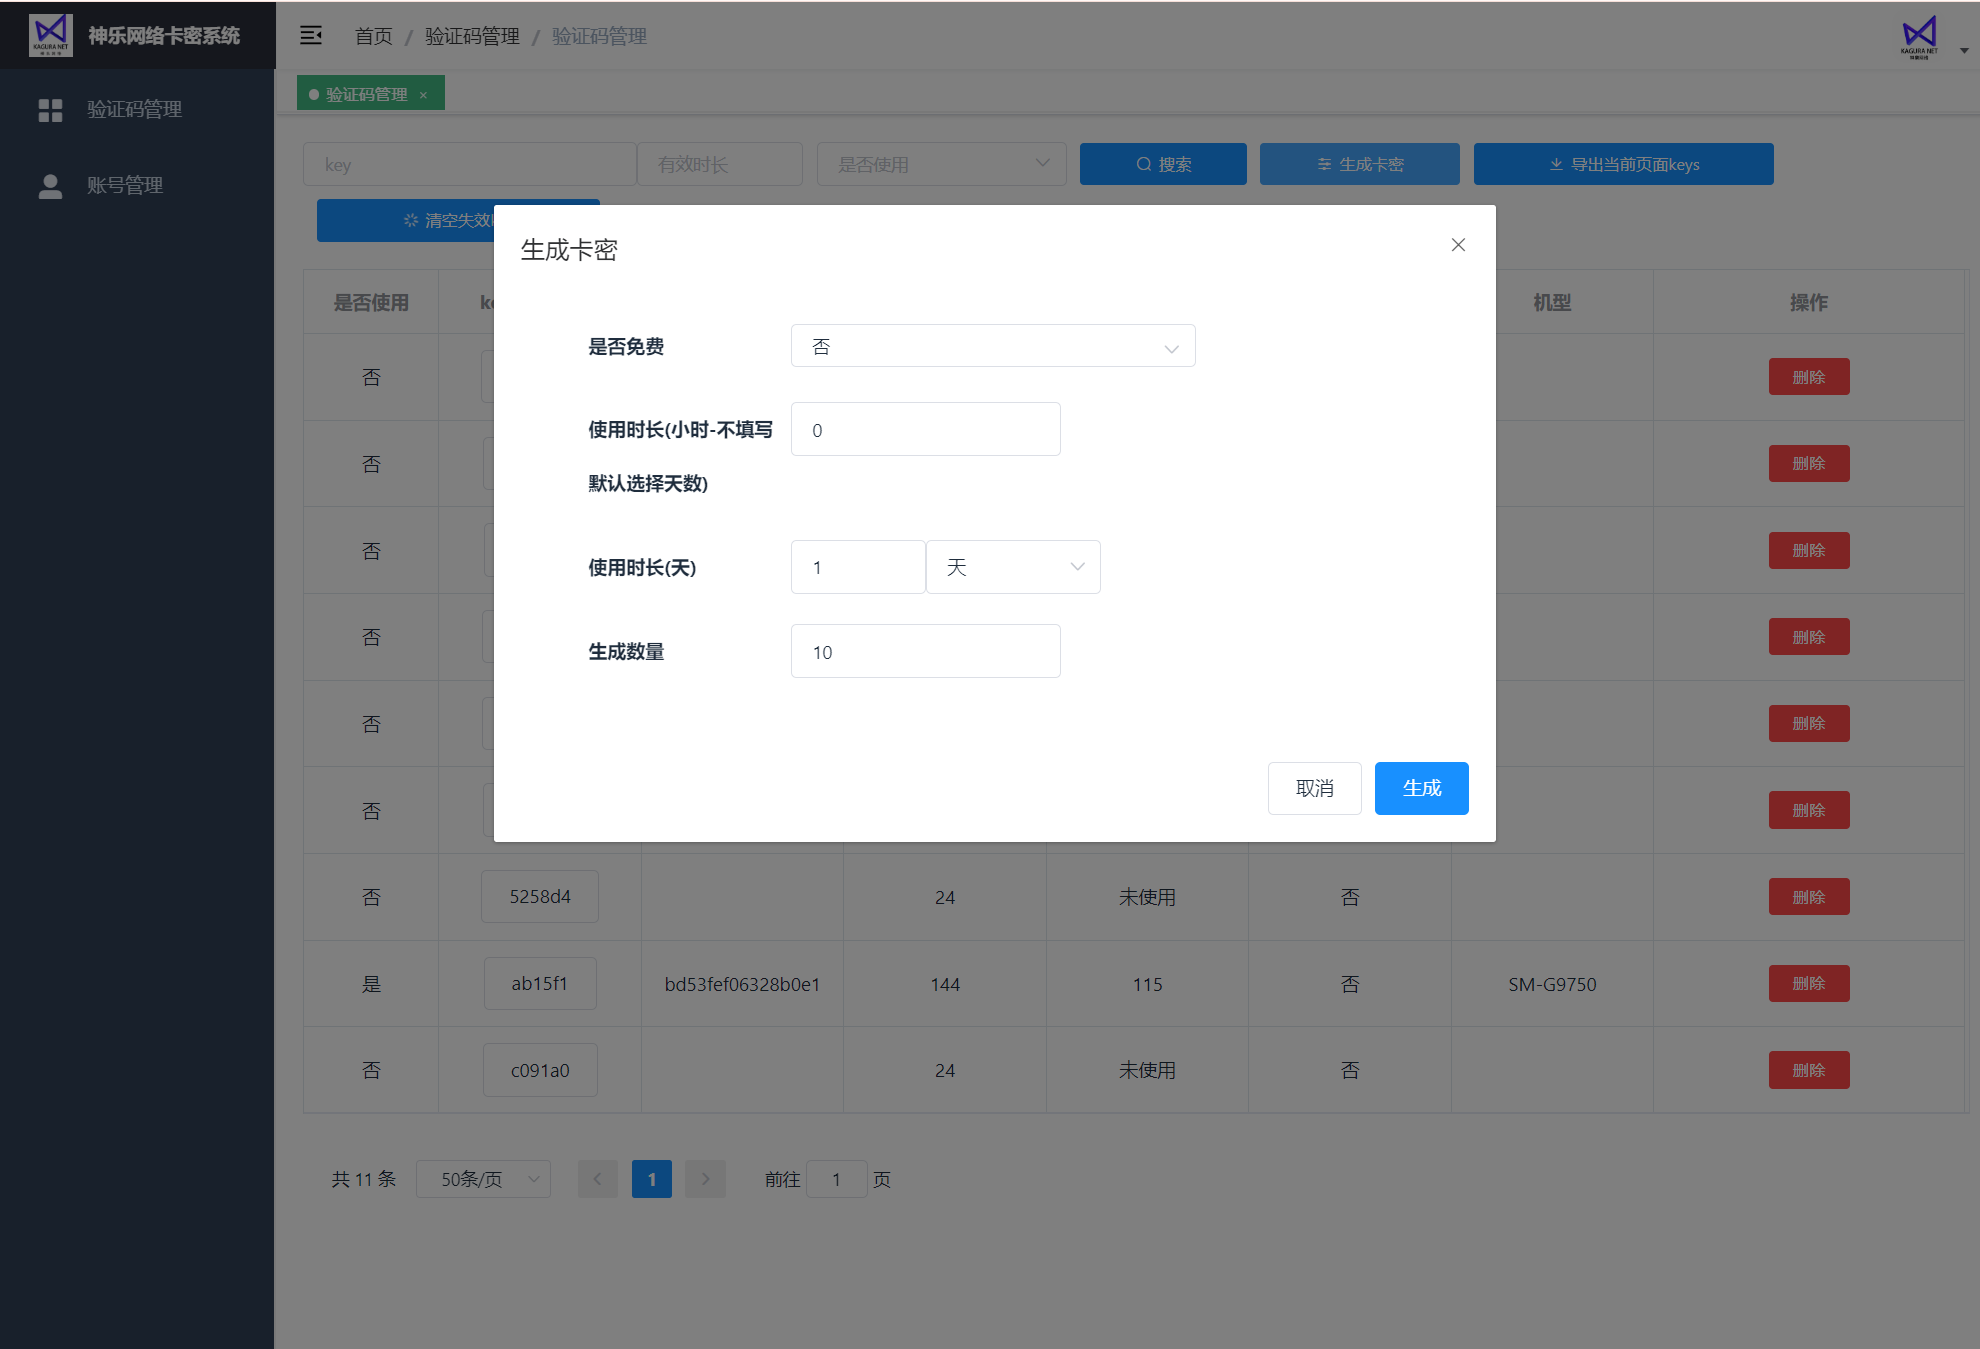 KAGURA NET
神乐网络卡密系统
首页 / 验证码管理 / 验证码管理
KAGURA NET
验证码管理 ×
验证码管理
账号管理
key
有效时长
是否使用
搜索
生成卡密
导出当前页面keys
清空失效
生成卡密
是否免费
否
使用时长(小时-不填写
默认选择天数)
0
使用时长(天)
1
天
生成数量
10
取消
生成
是否使用
机型
操作
否 删除
否 删除
否 删除
否 删除
否 删除
否 删除
否 5258d4 24 未使用 否 删除
是 ab15f1 bd53fef06328b0e1 144 115 否 SM-G9750 删除
否 c091a0 24 未使用 否 删除
共 11 条 50条/页 1 前往 1 页